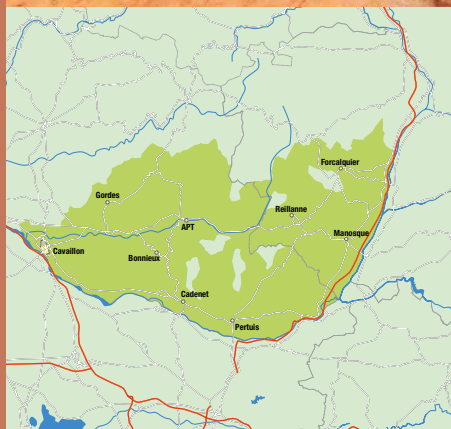 Forcalquier
Gordes
Reillanne
APT
Manosque
Cavaillon
Bonnieux
Cadenet
Pertuis